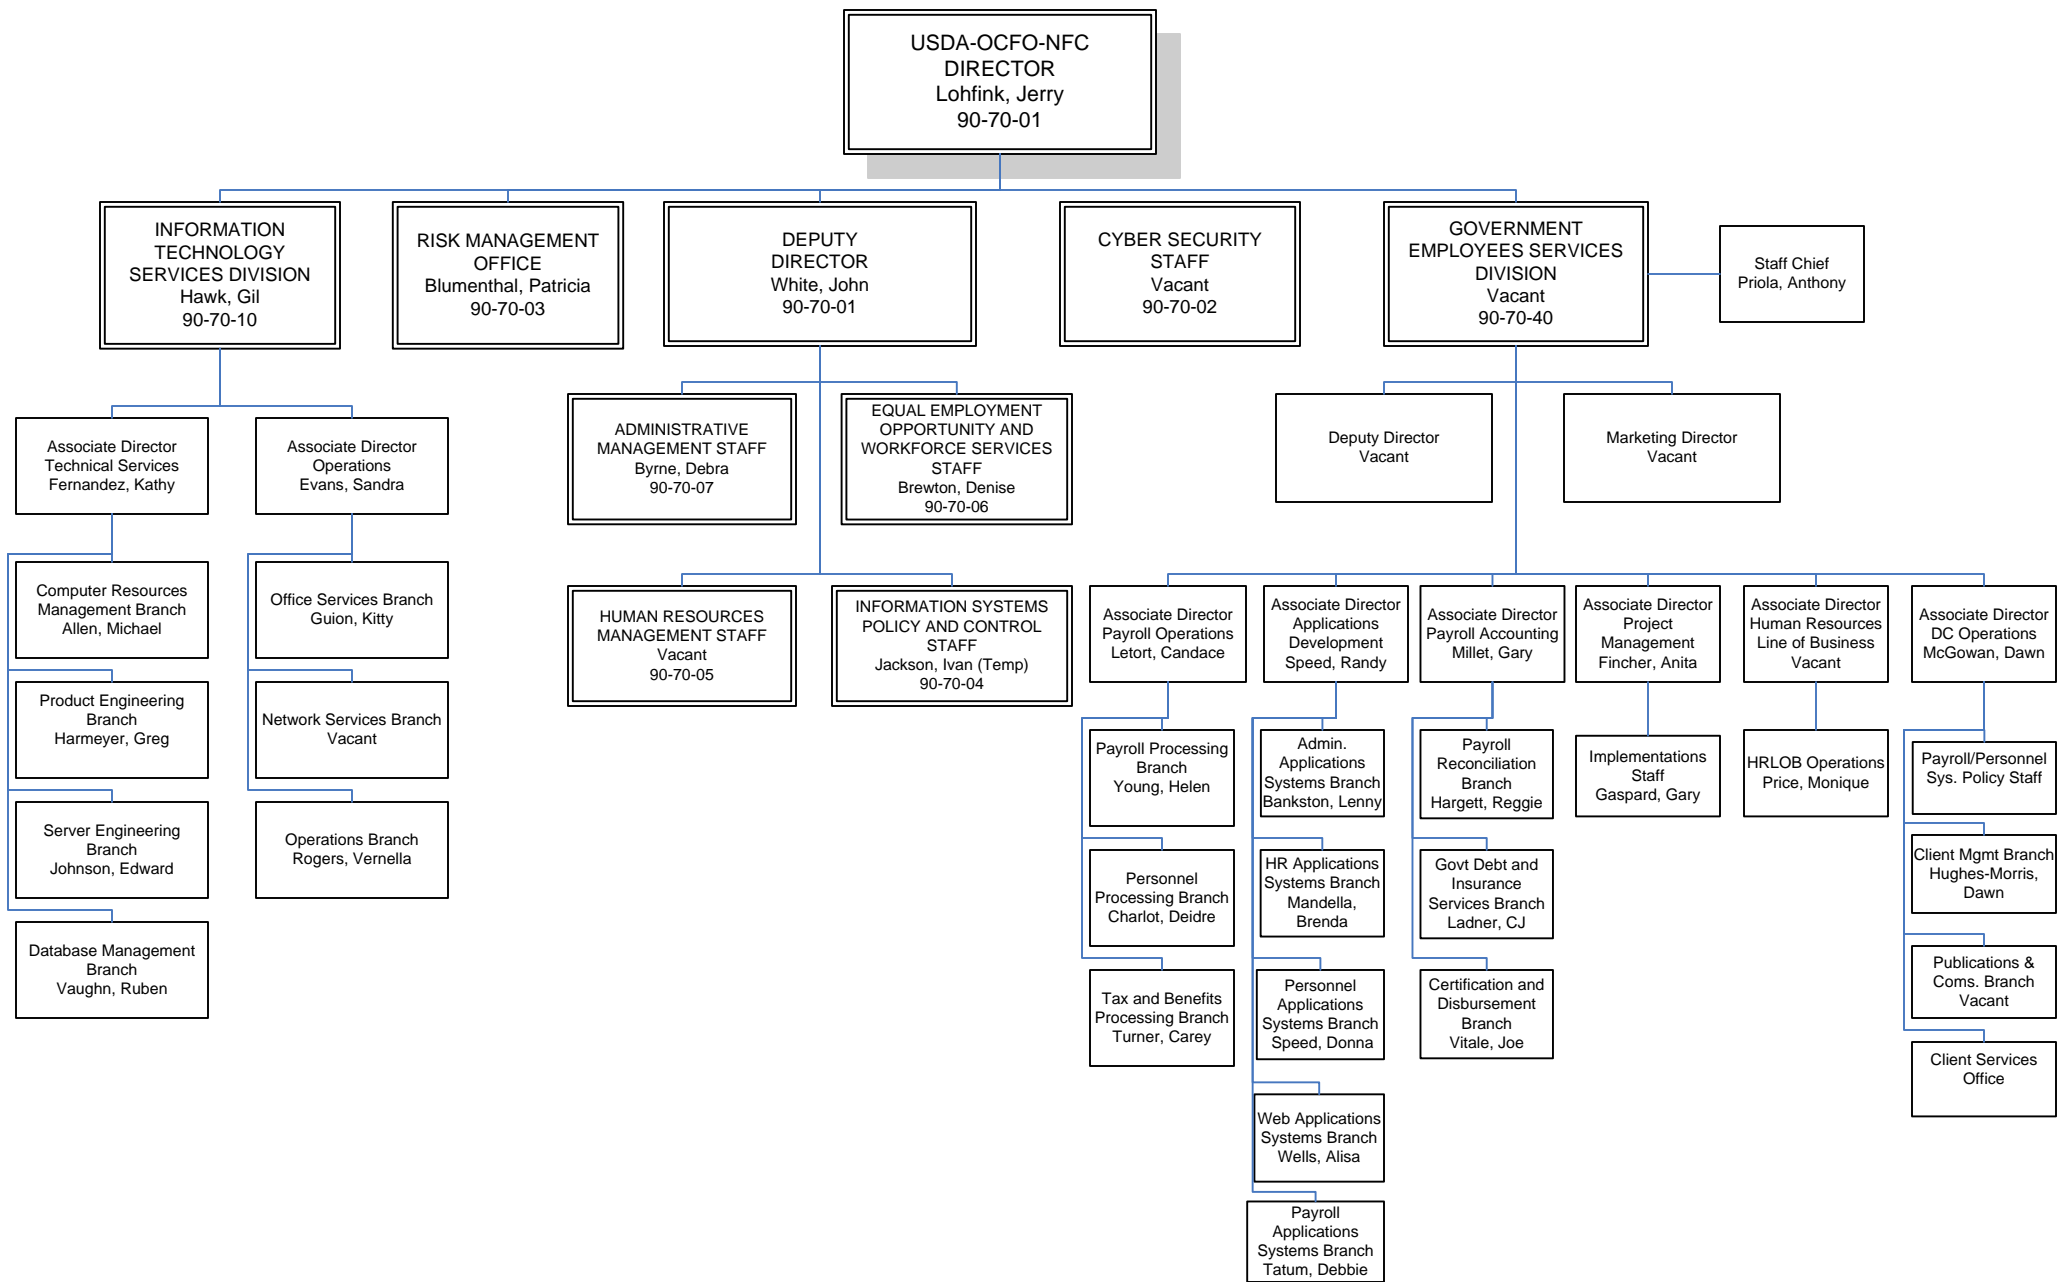 USDA-OCFO-NFC
DIRECTOR
Lohfink, Jerry
90-70-01
INFORMATION
TECHNOLOGY
SERVICES DIVISION
Hawk, Gil
90-70-10
RISK MANAGEMENT
OFFICE
Blumenthal, Patricia
90-70-03
DEPUTY
DIRECTOR
White, John
90-70-01
CYBER SECURITY
STAFF
Vacant
90-70-02
GOVERNMENT
EMPLOYEES SERVICES
DIVISION
Vacant
90-70-40
Staff Chief
Priola, Anthony
Associate Director
Technical Services
Fernandez, Kathy
Associate Director
Operations
Evans, Sandra
ADMINISTRATIVE
MANAGEMENT STAFF
Byrne, Debra
90-70-07
EQUAL EMPLOYMENT
OPPORTUNITY AND
WORKFORCE SERVICES
STAFF
Brewton, Denise
90-70-06
Deputy Director
Vacant
Marketing Director
Vacant
Computer Resources
Management Branch
Allen, Michael
Office Services Branch
Guion, Kitty
HUMAN RESOURCES
MANAGEMENT STAFF
Vacant
90-70-05
INFORMATION SYSTEMS
POLICY AND CONTROL
STAFF
Jackson, Ivan (Temp)
90-70-04
Associate Director
Payroll Operations
Letort, Candace
Associate Director
Applications
Development
Speed, Randy
Associate Director
Payroll Accounting
Millet, Gary
Associate Director
Project
Management
Fincher, Anita
Associate Director
Human Resources
Line of Business
Vacant
Associate Director
DC Operations
McGowan, Dawn
Product Engineering
Branch
Harmeyer, Greg
Network Services Branch
Vacant
Payroll Processing
Branch
Young, Helen
Admin.
Applications
Systems Branch
Bankston, Lenny
Payroll
Reconciliation
Branch
Hargett, Reggie
Implementations
Staff
Gaspard, Gary
HRLOB Operations
Price, Monique
Payroll/Personnel
Sys. Policy Staff
Server Engineering
Branch
Johnson, Edward
Operations Branch
Rogers, Vernella
Personnel
Processing Branch
Charlot, Deidre
HR Applications
Systems Branch
Mandella,
Brenda
Govt Debt and
Insurance
Services Branch
Ladner, CJ
Client Mgmt Branch
Hughes-Morris,
Dawn
Database Management
Branch
Vaughn, Ruben
Tax and Benefits
Processing Branch
Turner, Carey
Personnel
Applications
Systems Branch
Speed, Donna
Certification and
Disbursement
Branch
Vitale, Joe
Publications &
Coms. Branch
Vacant
Client Services
Office
Web Applications
Systems Branch
Wells, Alisa
Payroll
Applications
Systems Branch
Tatum, Debbie